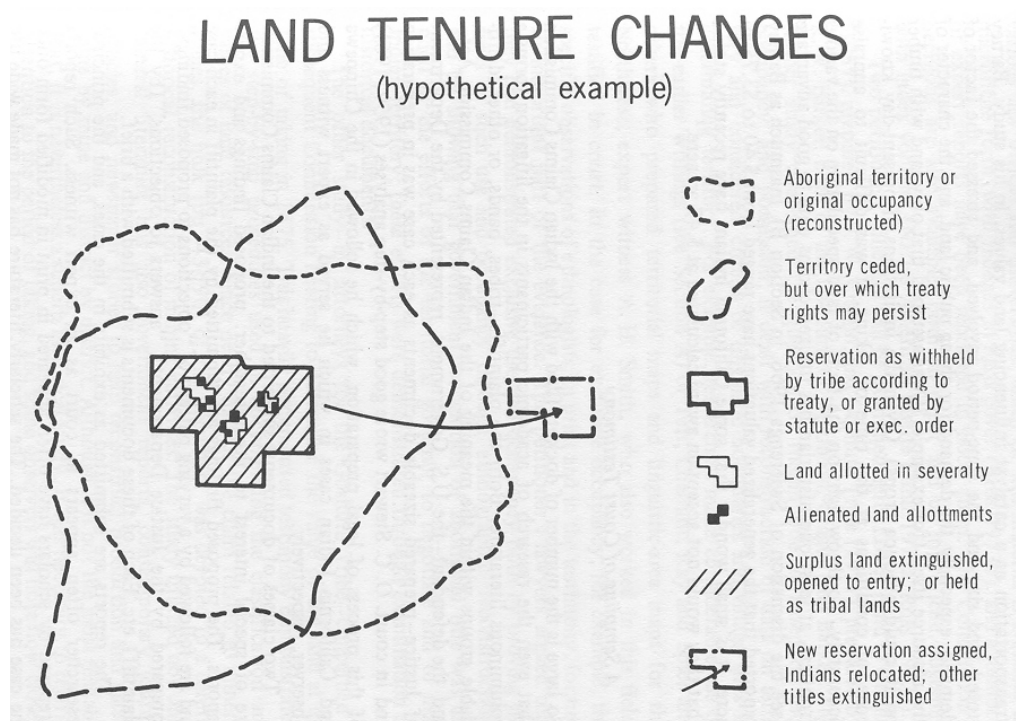 LAND TENURE CHANGES
(hypothetical example)
Aboriginal territory or
original occupancy
(reconstructed)
Territory ceded,
but over which treaty
rights may persist
Reservation as withheld
by tribe according to
treaty, or granted by
statute or exec. order
Land allotted in severalty
Alienated land allottments
Surplus land extinguished,
opened to entry; or held
as tribal lands
New reservation assigned,
Indians relocated; other
titles extinguished